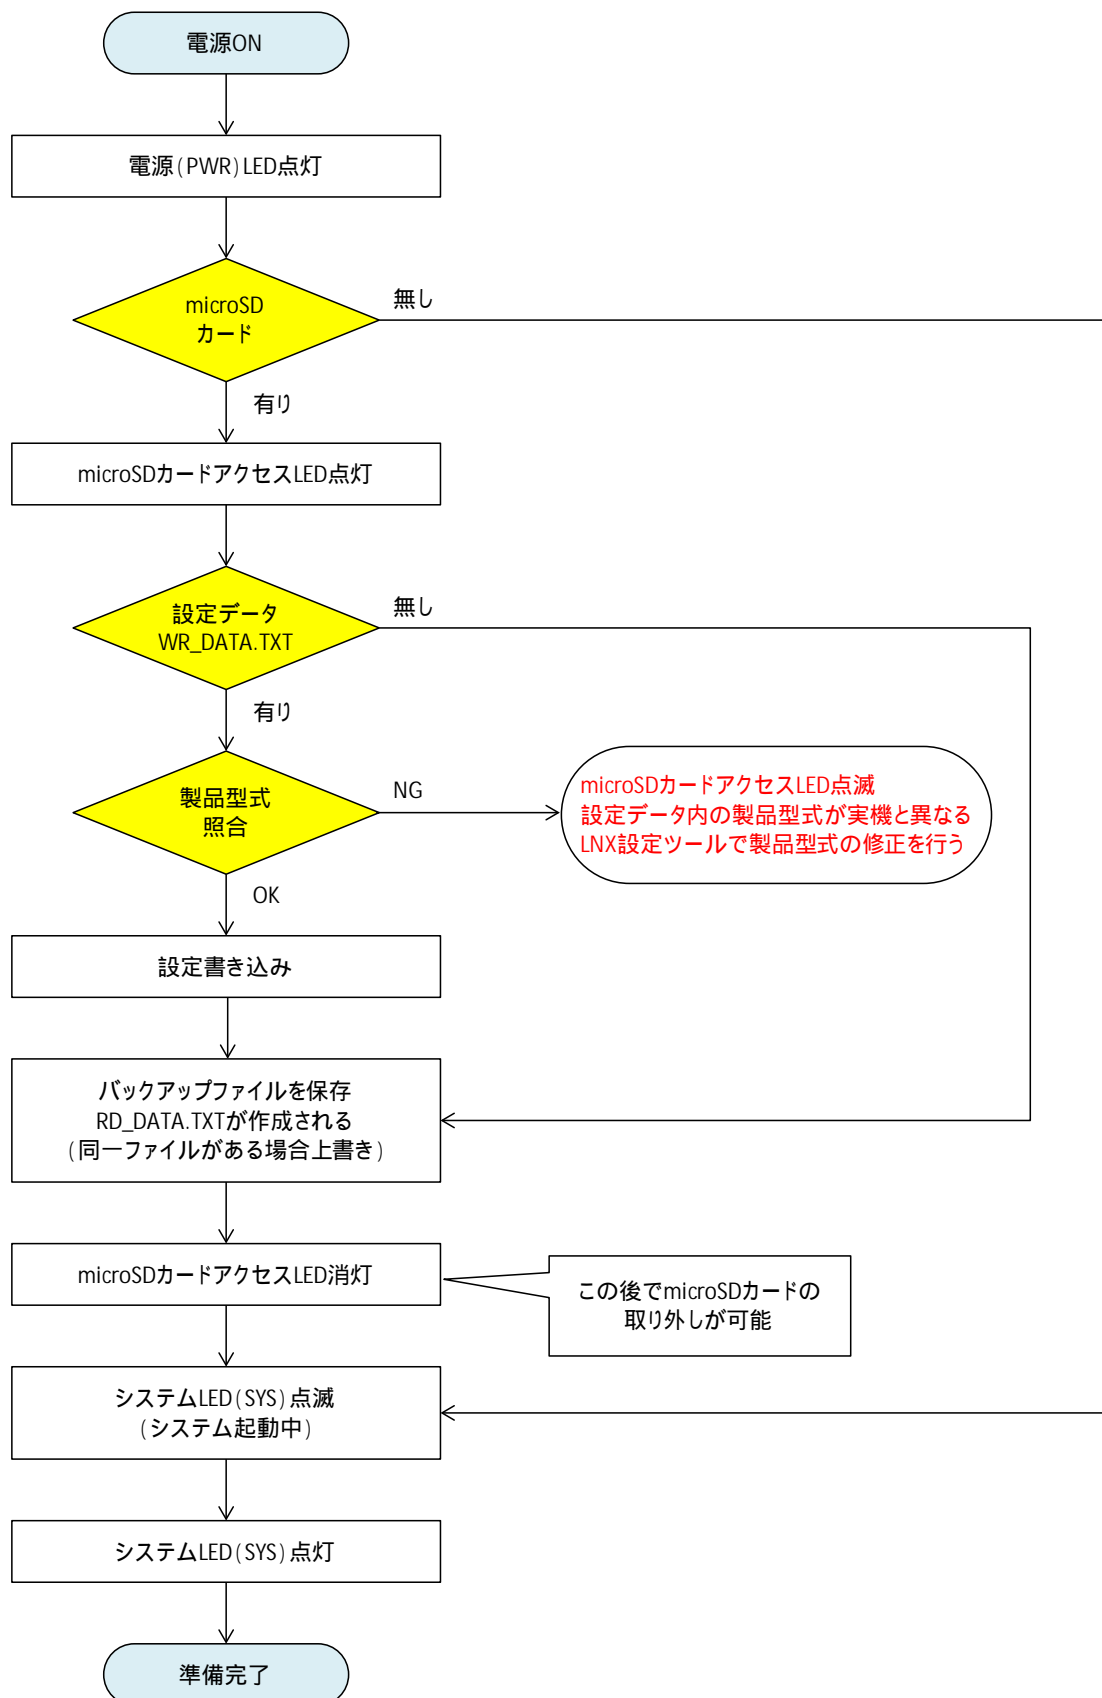 電源ON
電源(PWR)LED点灯
microSD
カード
無し
有り
microSDカードアクセスLED点灯
設定データ
WR_DATA.TXT
無し
有り
製品型式
照合
NG
microSDカードアクセスLED点滅
設定データ内の製品型式が実機と異なる
LNX設定ツールで製品型式の修正を行う
OK
設定書き込み
バックアップファイルを保存
RD_DATA.TXTが作成される
(同一ファイルがある場合上書き)
microSDカードアクセスLED消灯
この後でmicroSDカードの
取り外しが可能
システムLED(SYS)点滅
(システム起動中)
システムLED(SYS)点灯
準備完了